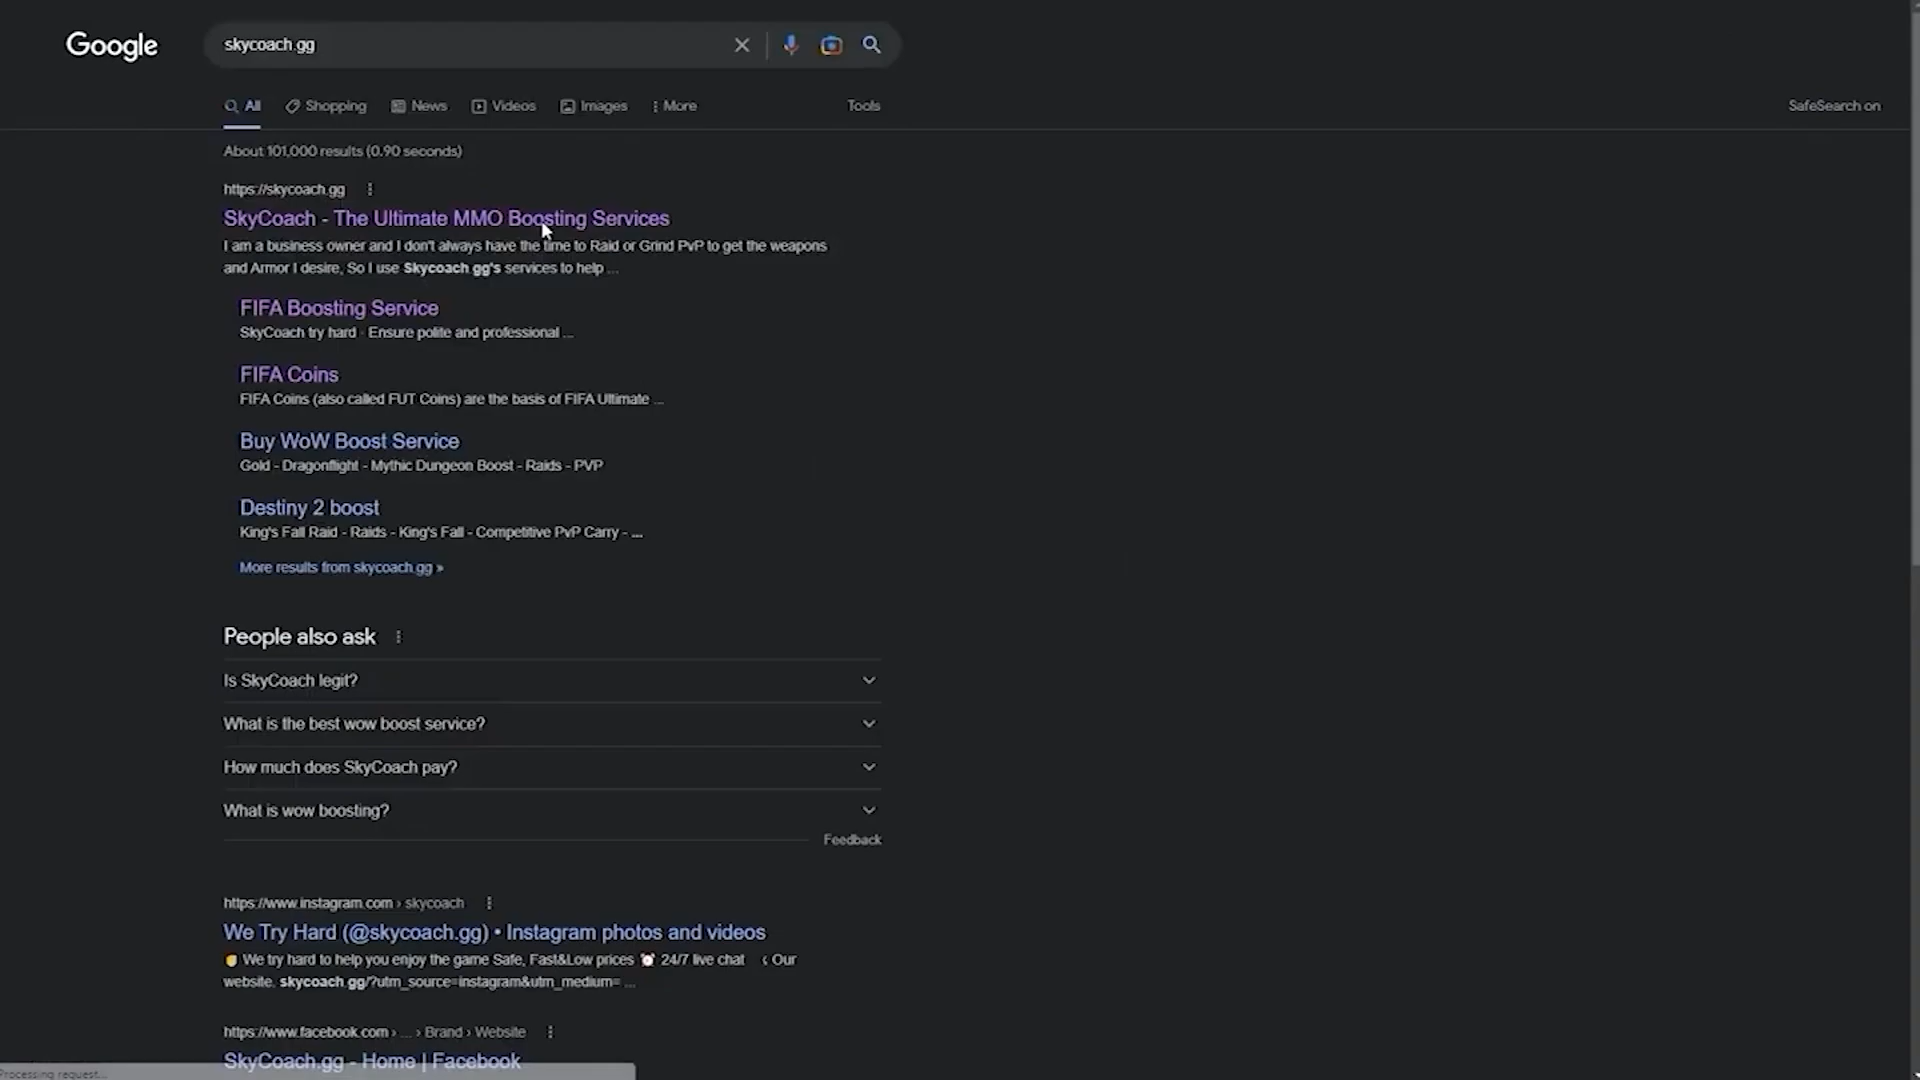 Google
skycoach.gg
All Shopping News Videos Images More Tools SafeSearch on
About 101,000 results (0.90 seconds)
https://skycoach.gg
SkyCoach - The Ultimate MMO Boosting Services
I am a business owner and I don't always have the time to Raid or Grind PvP to get the weapons
and Armor I desire, So I use Skycoach.gg's services to help ...
FIFA Boosting Service
SkyCoach try hard · Ensure polite and professional ...
FIFA Coins
FIFA Coins (also called FUT Coins) are the basis of FIFA Ultimate ...
Buy WoW Boost Service
Gold - Dragonflight - Mythic Dungeon Boost - Raids - PVP
Destiny 2 boost
King's Fall Raid - Raids - King's Fall - Competitive PvP Carry - ...
More results from skycoach.gg »
People also ask
Is SkyCoach legit?
What is the best wow boost service?
How much does SkyCoach pay?
What is wow boosting?
Feedback
https://www.instagram.com › skycoach
We Try Hard (@skycoach.gg) • Instagram photos and videos
We try hard to help you enjoy the game Safe, Fast&Low prices 24/7 live chat Our
website. skycoach.gg/?utm_source=instagram&utm_medium= ...
https://www.facebook.com › ... › Brand › Website
SkyCoach.gg - Home | Facebook
Processing request...